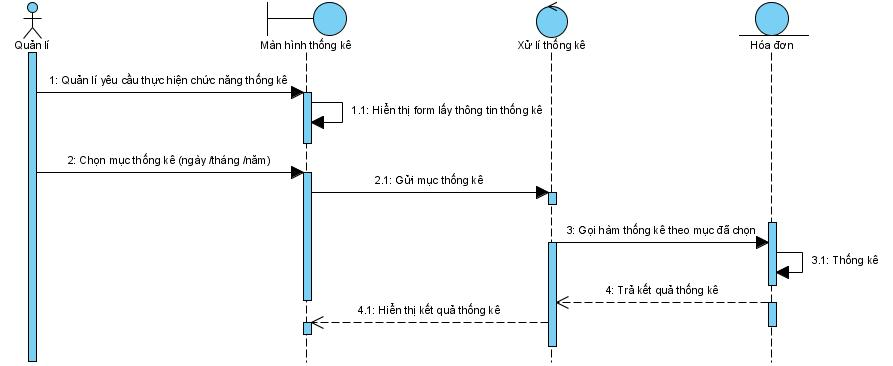 Quản lí
Màn hình thống kê
Xử lí thống kê
Hóa đơn
1: Quản lí yêu cầu thực hiện chức năng thống kê
1.1: Hiển thị form lấy thông tin thống kê
2: Chọn mục thống kê (ngày /tháng /năm)
2.1: Gửi mục thống kê
3: Gọi hàm thống kê theo mục đã chọn
3.1: Thống kê
4: Trả kết quả thống kê
4.1: Hiển thị kết quả thống kê